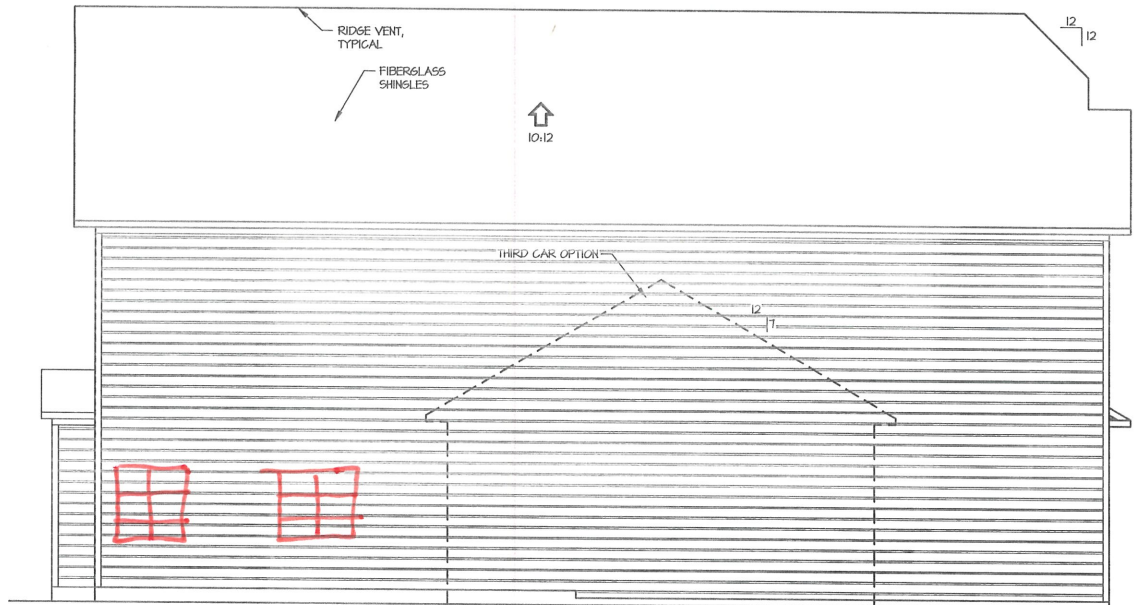 RIDGE VENT,
TYPICAL
12
12
FIBERGLASS
SHINGLES
10:12
THIRD CAR OPTION
12
7